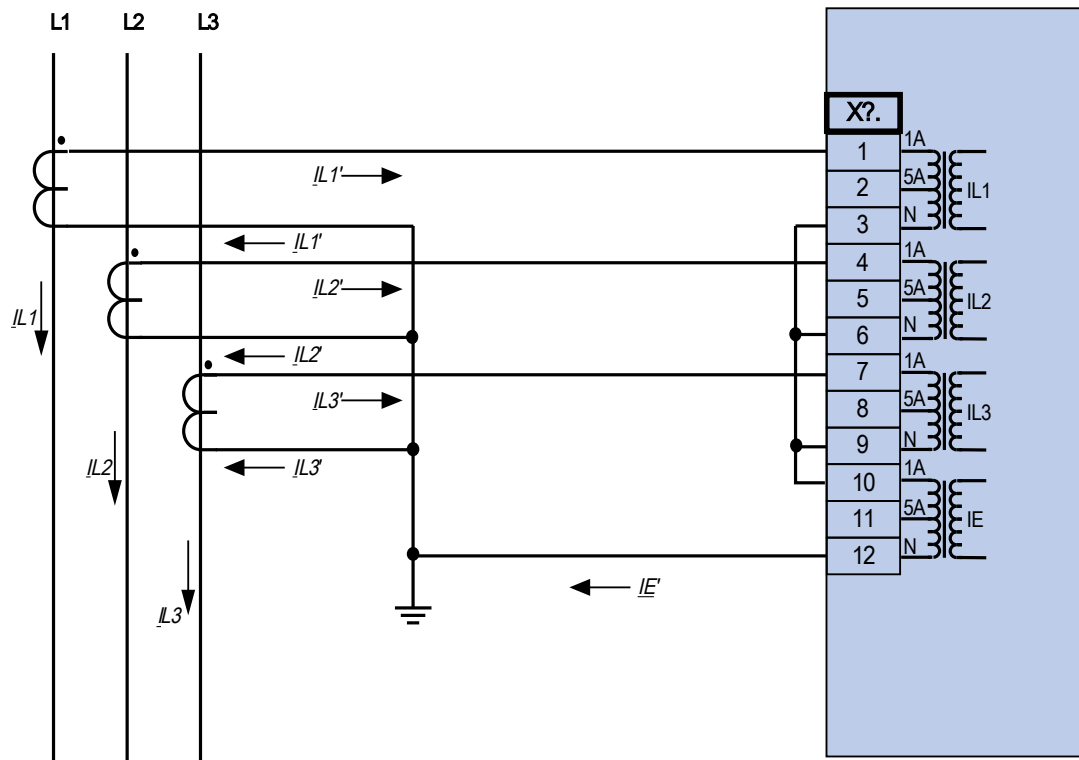 L1 L2 L3
X?.
1 1A
IL1'
2 5A IL1
3 N
IL1'
4 1A
IL2'
5 5A IL2
IL1
6 N
IL2'
7 1A
IL3'
8 5A IL3
9 N
IL2
IL3'
10 1A
11 5A IE
12 N
IE'
IL3